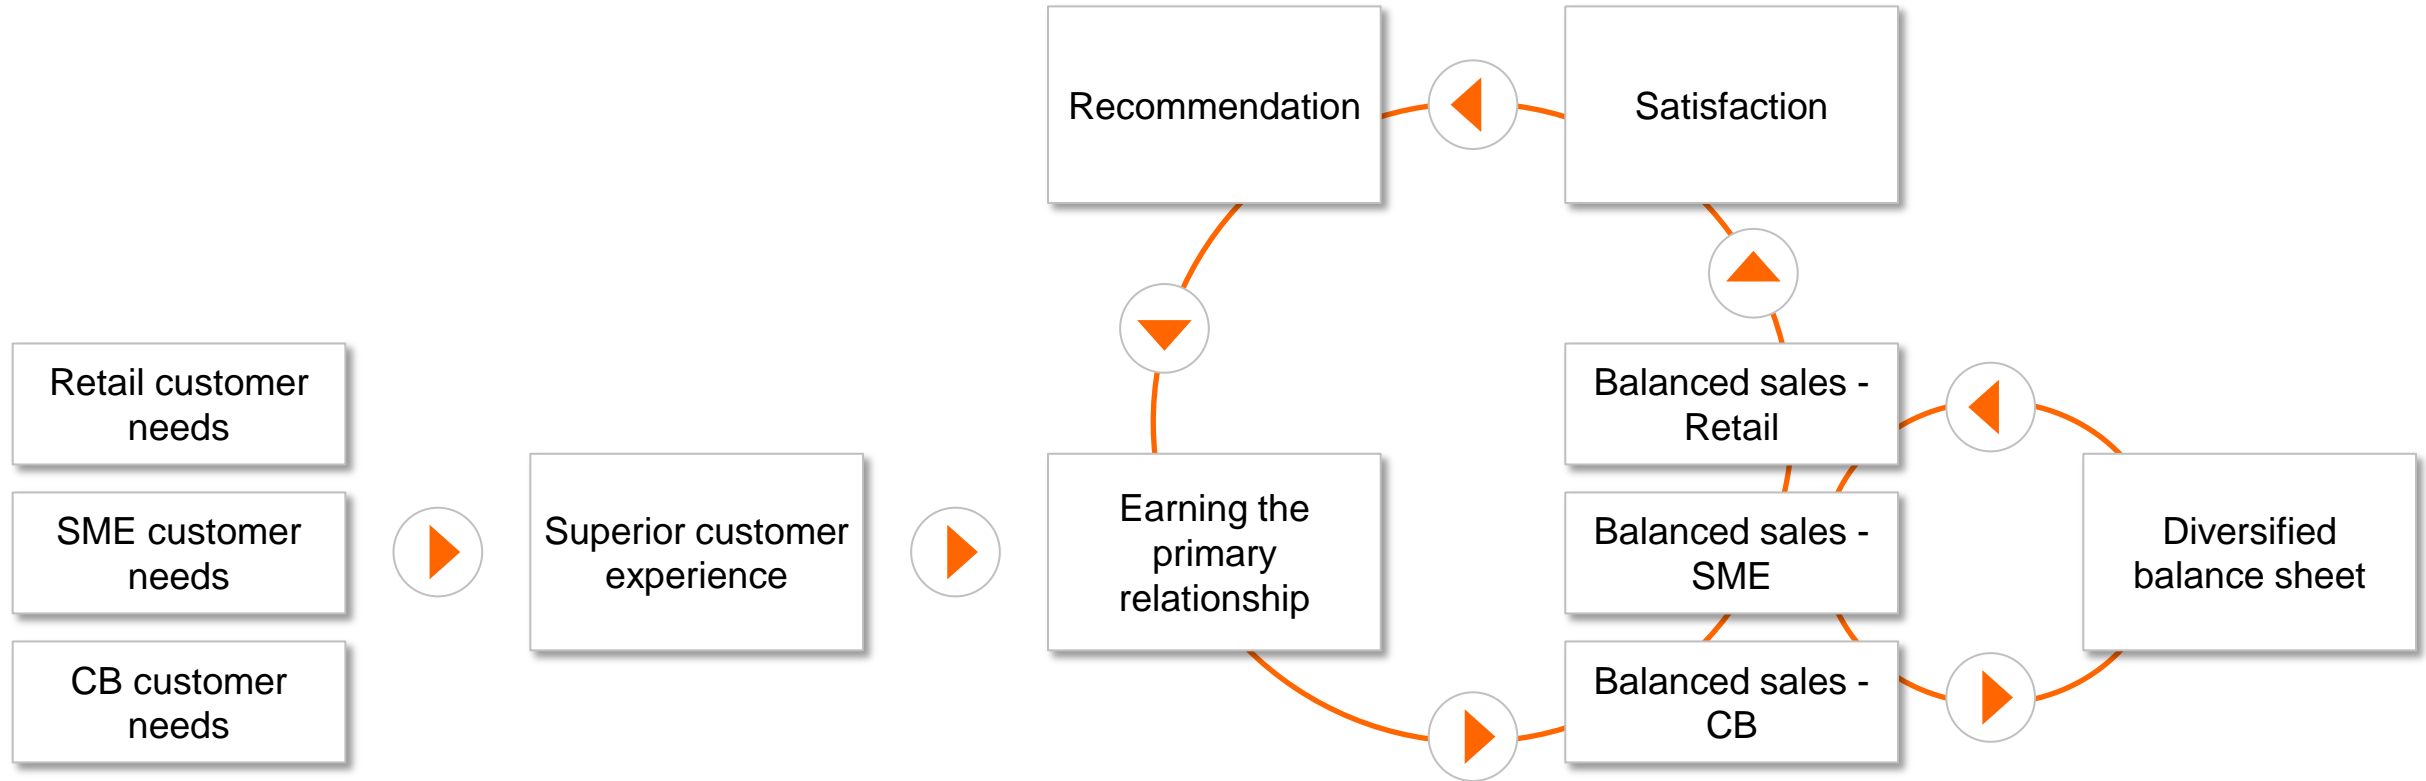 Recommendation
Satisfaction
Retail customer
needs
SME customer
needs
CB customer
needs
Superior customer
experience
Earning the
primary
relationship
Balanced sales -
Retail
Balanced sales -
SME
Balanced sales -
CB
Diversified
balance sheet